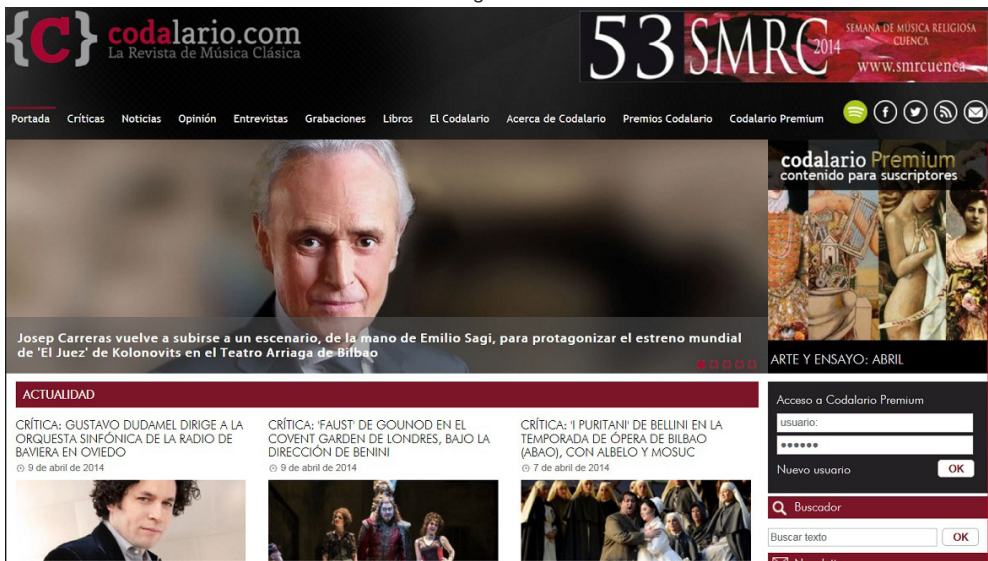 {C} codalario.com
La Revista de Música Clásica
53 SMRC 2014
SEMANA DE MÚSICA RELIGIOSA
CUENCA
www.smrcuenca
Portada Críticas Noticias Opinión Entrevistas Grabaciones Libros El Codalario Acerca de Codalario Premios Codalario Codalario Premium
codalario Premium
contenido para suscriptores
Josep Carreras vuelve a subirse a un escenario, de la mano de Emilio Sagi, para protagonizar el estreno mundial
de 'El Juez' de Kolonovits en el Teatro Arriaga de Bilbao
ARTE Y ENSAYO: ABRIL
ACTUALIDAD
CRÍTICA: GUSTAVO DUDAMEL DIRIGE A LA
ORQUESTA SINFÓNICA DE LA RADIO DE
BAVIERA EN OVIEDO
9 de abril de 2014
CRÍTICA: 'FAUST' DE GOUNOD EN EL
COVENT GARDEN DE LONDRES, BAJO LA
DIRECCIÓN DE BENINI
9 de abril de 2014
CRÍTICA: 'I PURITANI' DE BELLINI EN LA
TEMPORADA DE ÓPERA DE BILBAO
(ABAO), CON ALBELO Y MOSUC
7 de abril de 2014
Acceso a Codalario Premium
usuario:
••••••
Nuevo usuario OK
Buscador
Buscar texto OK